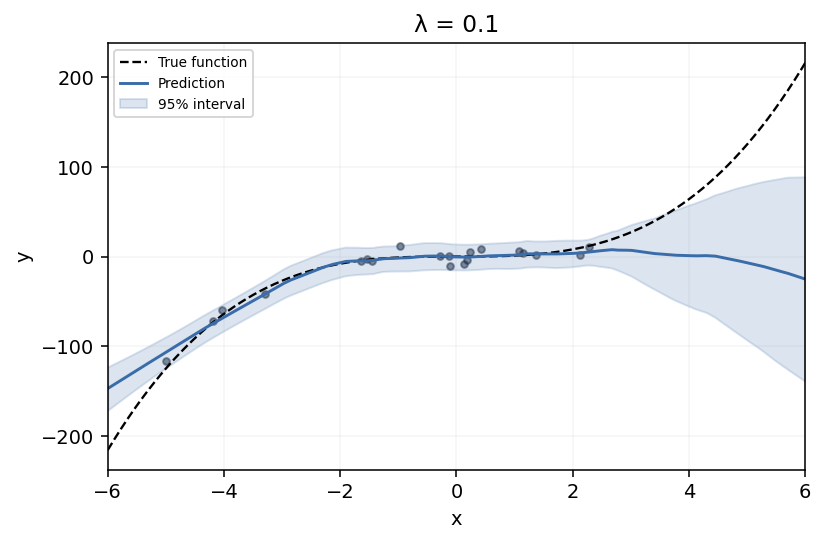 λ = 0.1
True function
Prediction
95% interval
200
100
0
−100
−200
y
−6
−4
−2
0
2
4
6
x